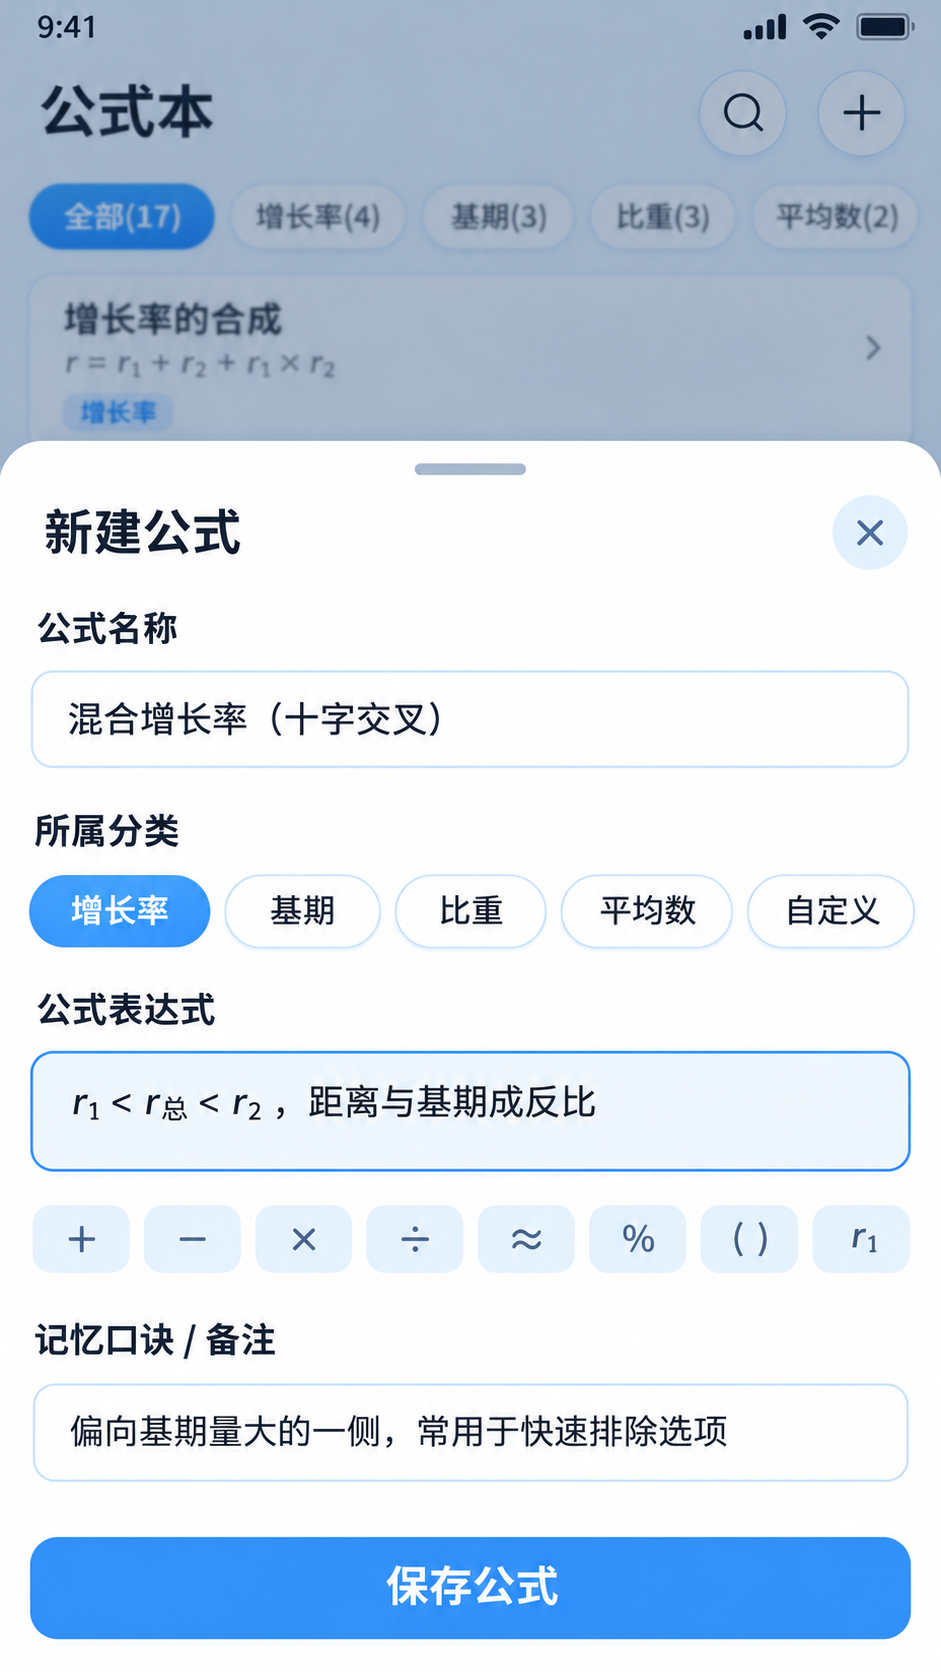 9:41
公式本
全部(17) 增长率(4) 基期(3) 比重(3) 平均数(2)
增长率的合成
r = r₁ + r₂ + r₁ × r₂
增长率
新建公式
公式名称
混合增长率（十字交叉）
所属分类
增长率 基期 比重 平均数 自定义
公式表达式
r₁ < r总 < r₂ ，距离与基期成反比
+ − × ÷ ≈ % ( ) r₁
记忆口诀 / 备注
偏向基期量大的一侧，常用于快速排除选项
保存公式